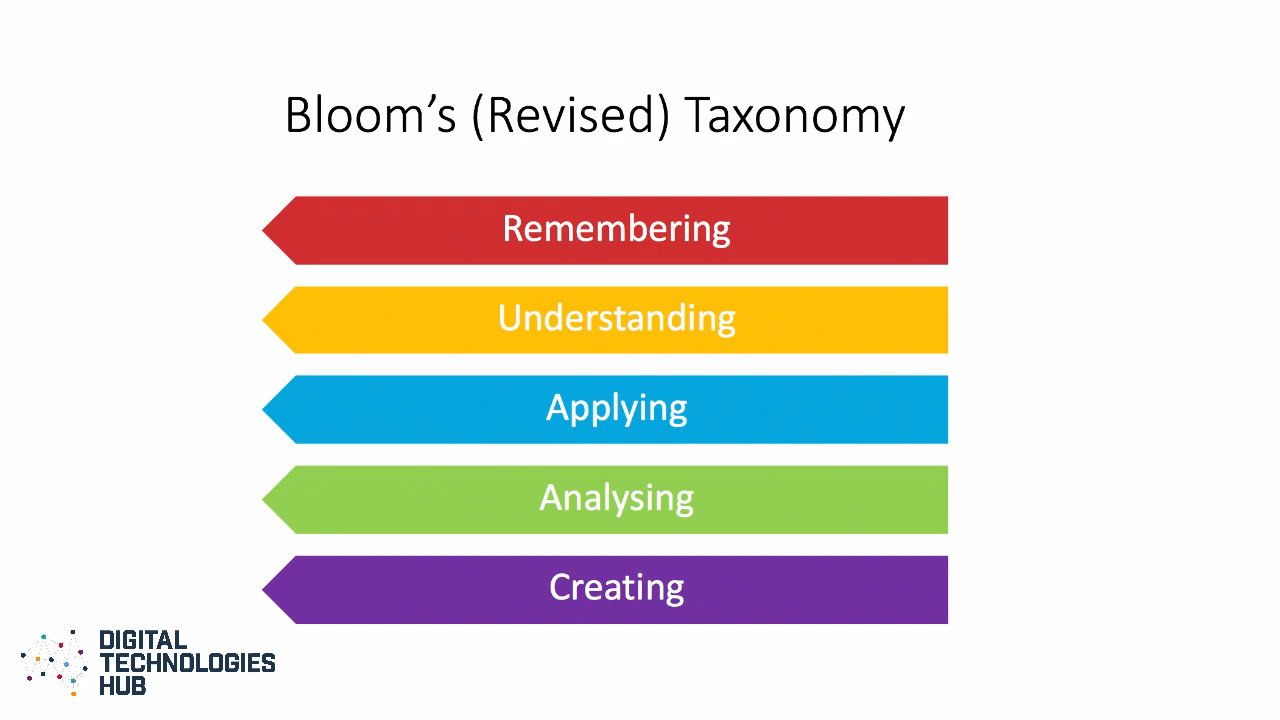 Bloom’s (Revised) Taxonomy
Remembering
Understanding
Applying
Analysing
Creating
DIGITAL
TECHNOLOGIES
HUB